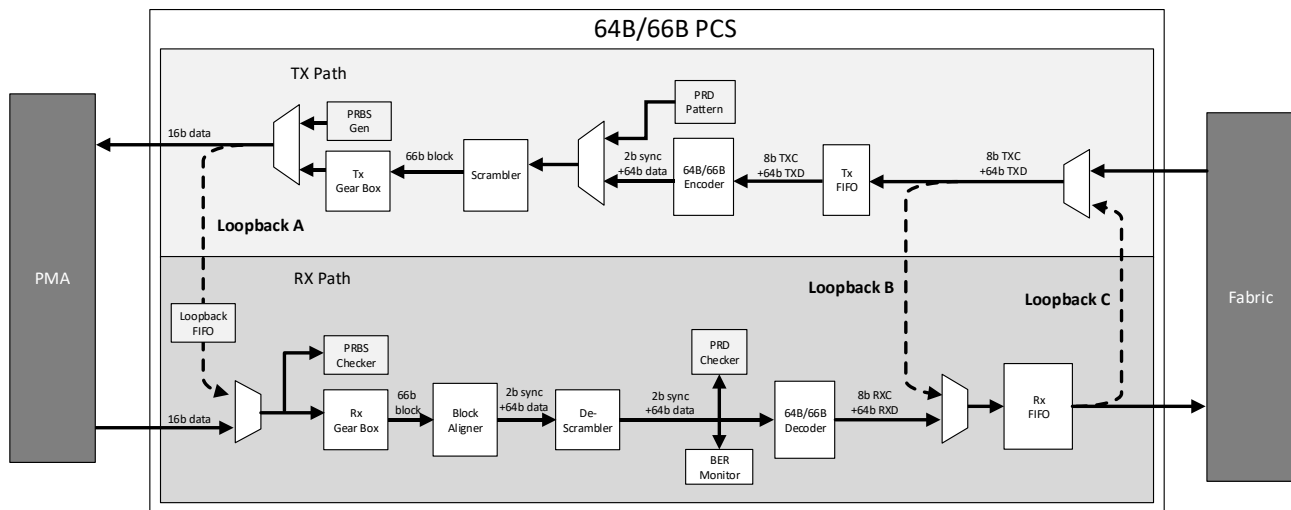 64B/66B PCS
TX Path
PRBS
Gen
PRD
Pattern
16b data
66b block
2b sync
+64b data
8b TXC
+64b TXD
8b TXC
+64b TXD
Tx
Gear Box
Scrambler
64B/66B
Encoder
Tx
FIFO
Loopback A
PMA
RX Path
Loopback B
Loopback C
Fabric
Loopback
FIFO
PRBS
Checker
PRD
Checker
16b data
Rx
Gear Box
66b
block
Block
Aligner
2b sync
+64b data
De-
Scrambler
2b sync
+64b data
64B/66B
Decoder
8b RXC
+64b RXD
Rx
FIFO
BER
Monitor